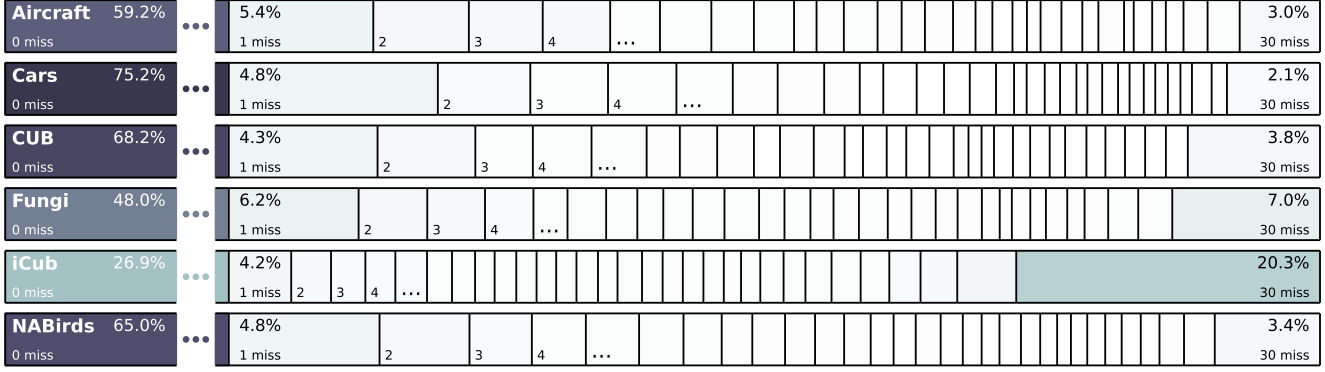 Aircraft 59.2% ••• 5.4% 3.0%
0 miss 1 miss 2 3 4 ... 30 miss
Cars 75.2% ••• 4.8% 2.1%
0 miss 1 miss 2 3 4 ... 30 miss
CUB 68.2% ••• 4.3% 3.8%
0 miss 1 miss 2 3 4 ... 30 miss
Fungi 48.0% ••• 6.2% 7.0%
0 miss 1 miss 2 3 4 ... 30 miss
iCub 26.9% ••• 4.2% 20.3%
0 miss 1 miss 2 3 4 ... 30 miss
NABirds 65.0% ••• 4.8% 3.4%
0 miss 1 miss 2 3 4 ... 30 miss